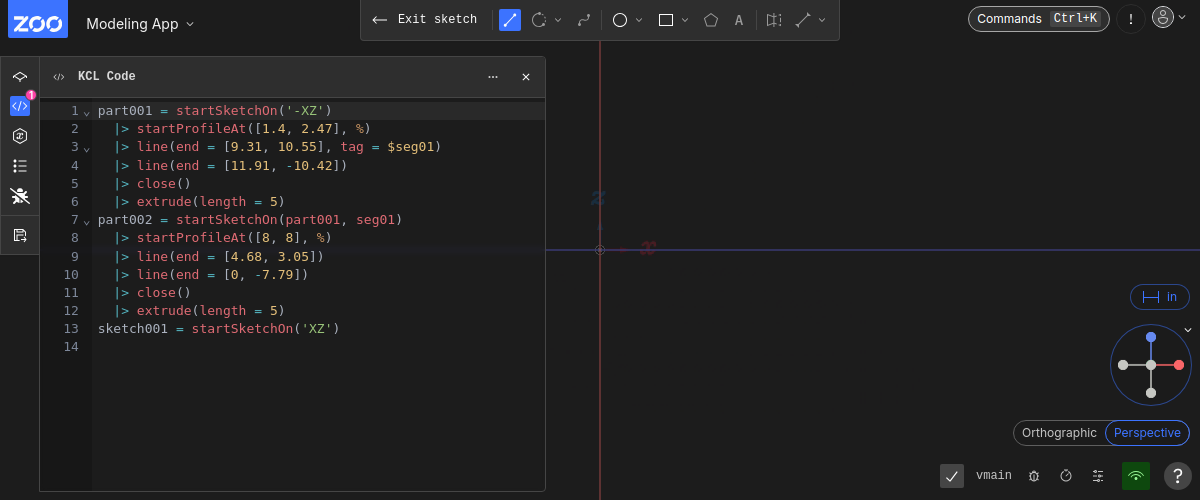 ZOO
Modeling App
Exit sketch
A
Commands Ctrl+K
!
1
KCL Code
1 part001 = startSketchOn('-XZ')
2 |> startProfileAt([1.4, 2.47], %)
3 |> line(end = [9.31, 10.55], tag = $seg01)
4 |> line(end = [11.91, -10.42])
5 |> close()
6 |> extrude(length = 5)
7 part002 = startSketchOn(part001, seg01)
8 |> startProfileAt([8, 8], %)
9 |> line(end = [4.68, 3.05])
10 |> line(end = [0, -7.79])
11 |> close()
12 |> extrude(length = 5)
13 sketch001 = startSketchOn('XZ')
14
z
x
in
Orthographic Perspective
vmain
?